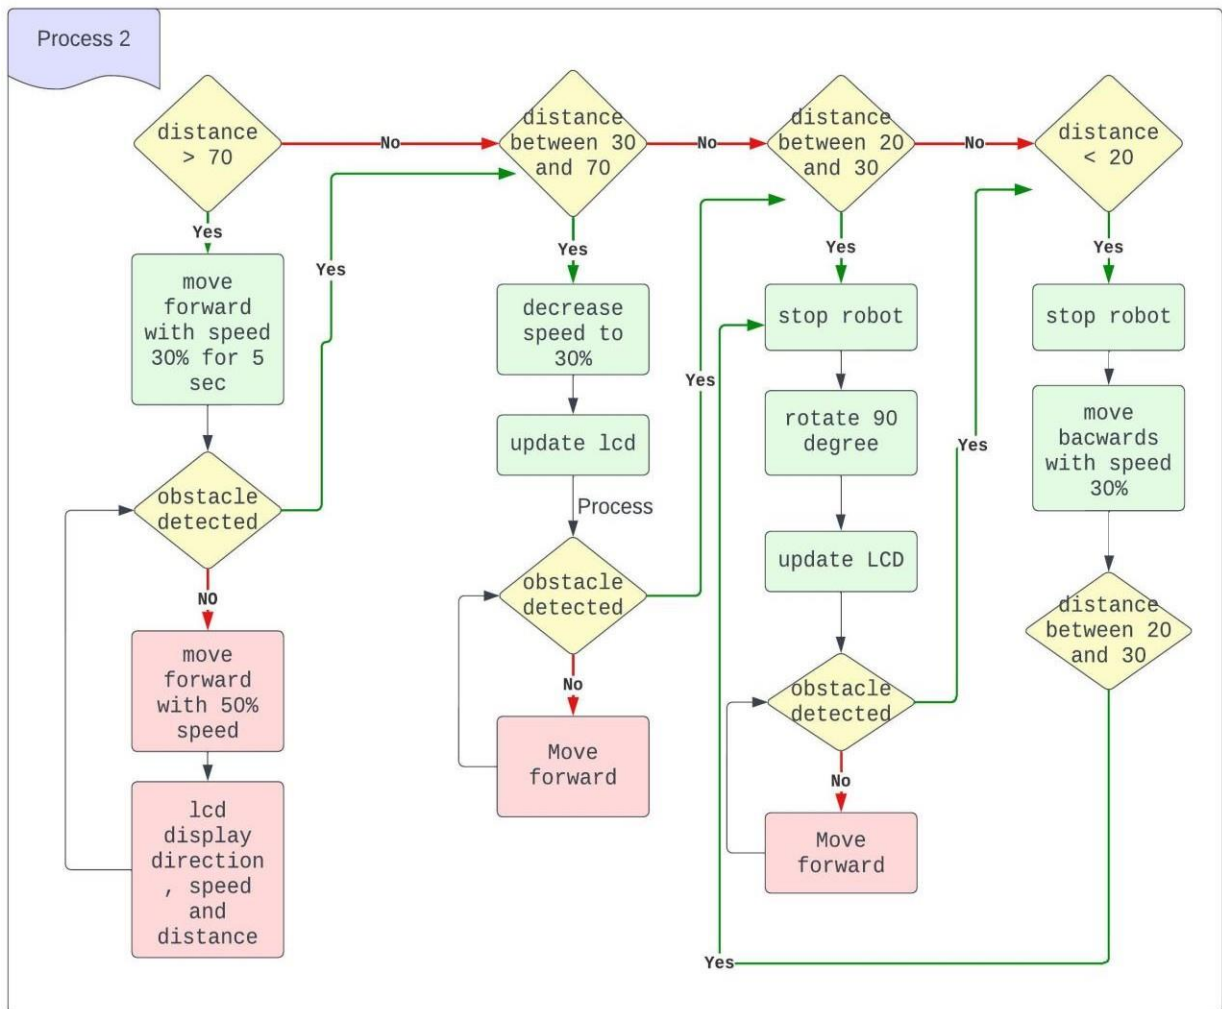 Process 2
distance
> 70
No
distance
between 30
and 70
No
distance
between 20
and 30
No
distance
< 20
Yes
move
forward
with speed
30% for 5
sec
obstacle
detected
Yes
NO
move
forward
with 50%
speed
lcd
display
direction
, speed
and
distance
Yes
decrease
speed to
30%
update lcd
Process
obstacle
detected
Yes
No
Move
forward
Yes
stop robot
rotate 90
degree
update LCD
obstacle
detected
Yes
No
Move
forward
Yes
stop robot
move
bacwards
with speed
30%
distance
between 20
and 30
Yes